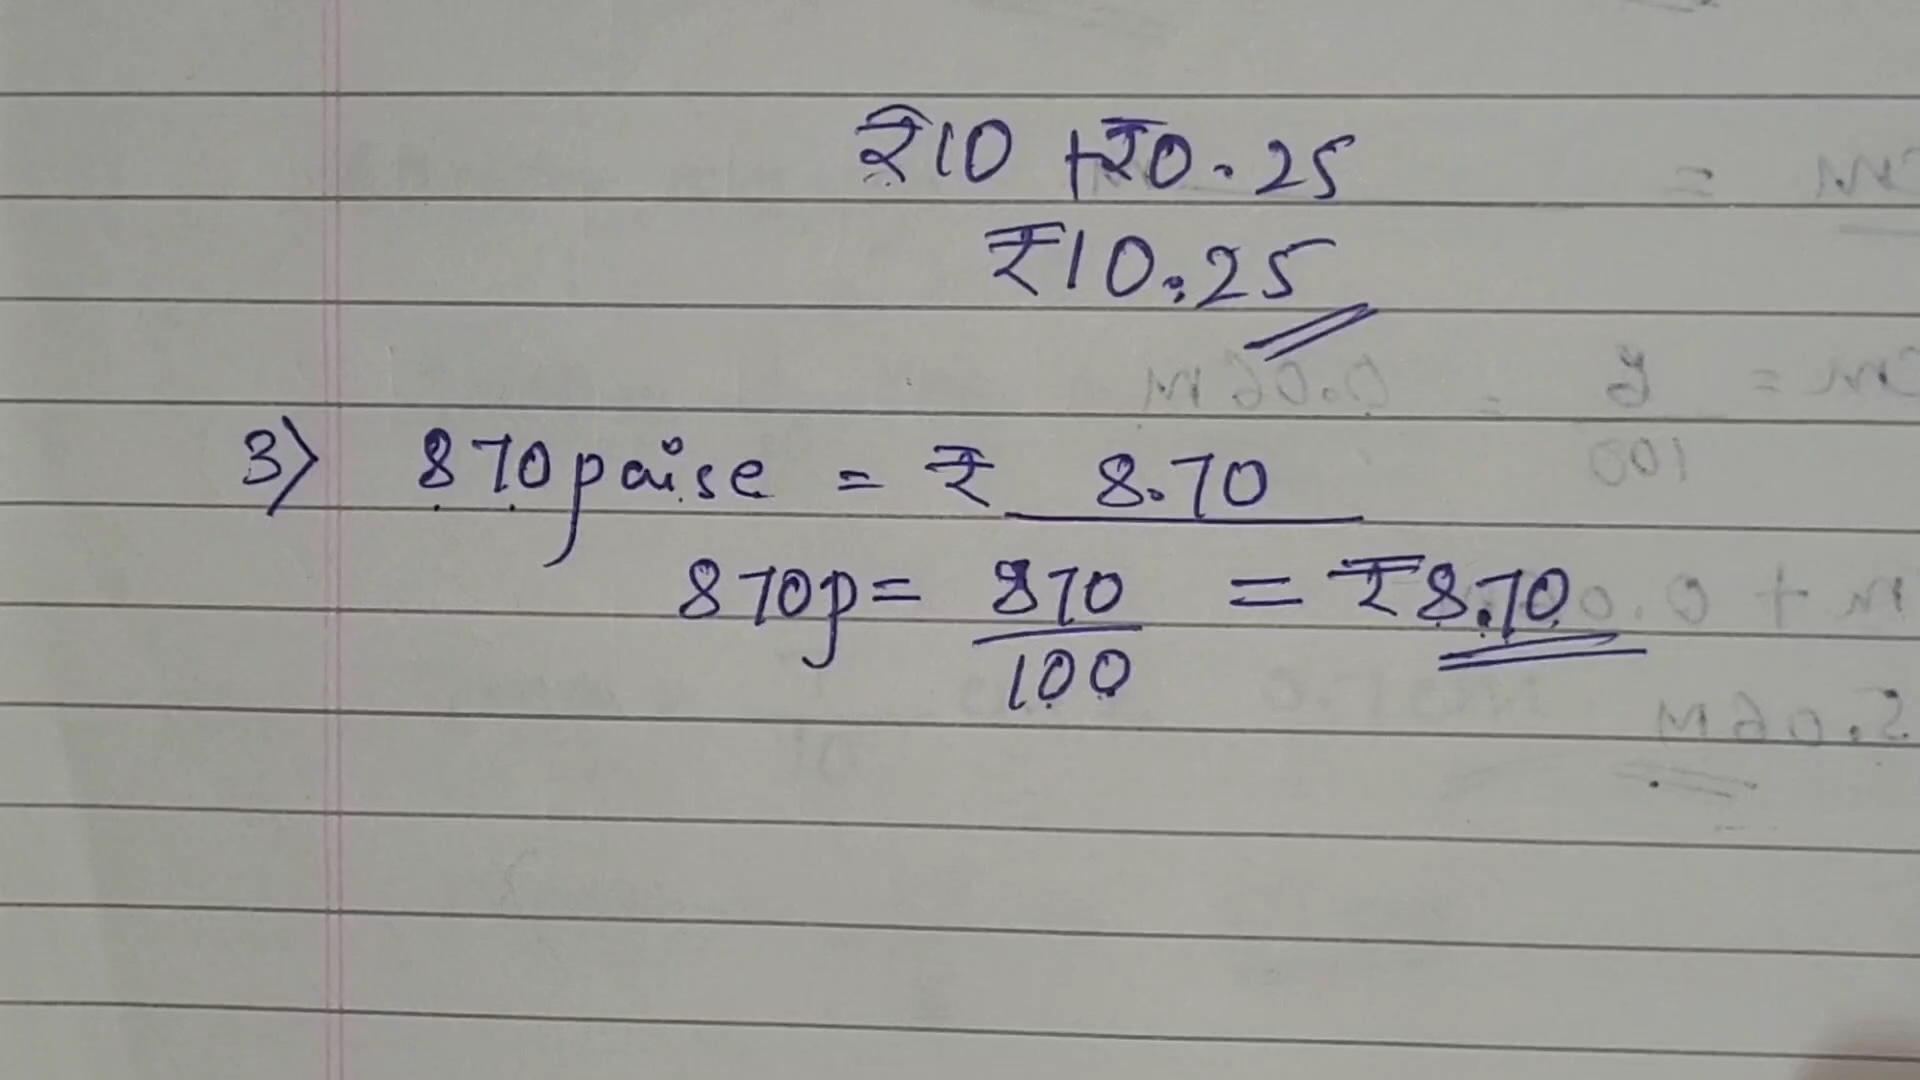 ₹10 + ₹0.25
₹10.25
3) 870 paise = ₹ 8.70
870p = 870/100 = ₹8.70